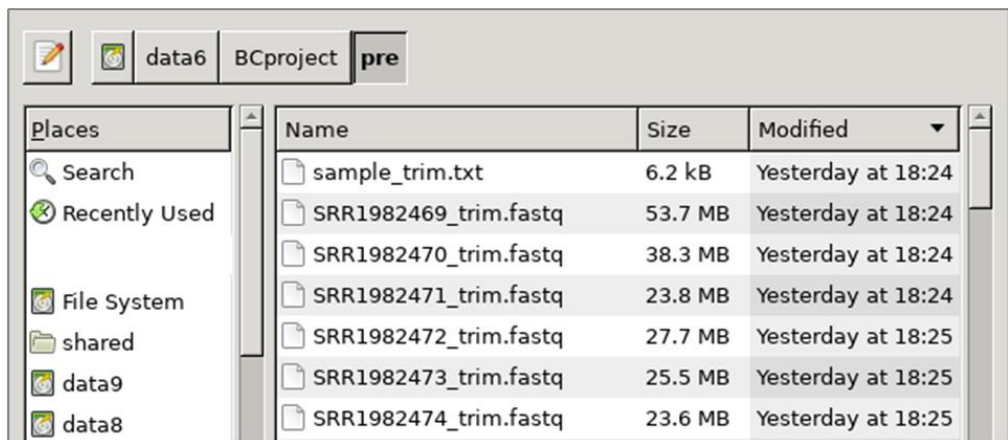 data6 BCproject pre
Places
Search
Recently Used
File System
shared
data9
data8
Name Size Modified
sample_trim.txt 6.2 kB Yesterday at 18:24
SRR1982469_trim.fastq 53.7 MB Yesterday at 18:24
SRR1982470_trim.fastq 38.3 MB Yesterday at 18:24
SRR1982471_trim.fastq 23.8 MB Yesterday at 18:24
SRR1982472_trim.fastq 27.7 MB Yesterday at 18:25
SRR1982473_trim.fastq 25.5 MB Yesterday at 18:25
SRR1982474_trim.fastq 23.6 MB Yesterday at 18:25